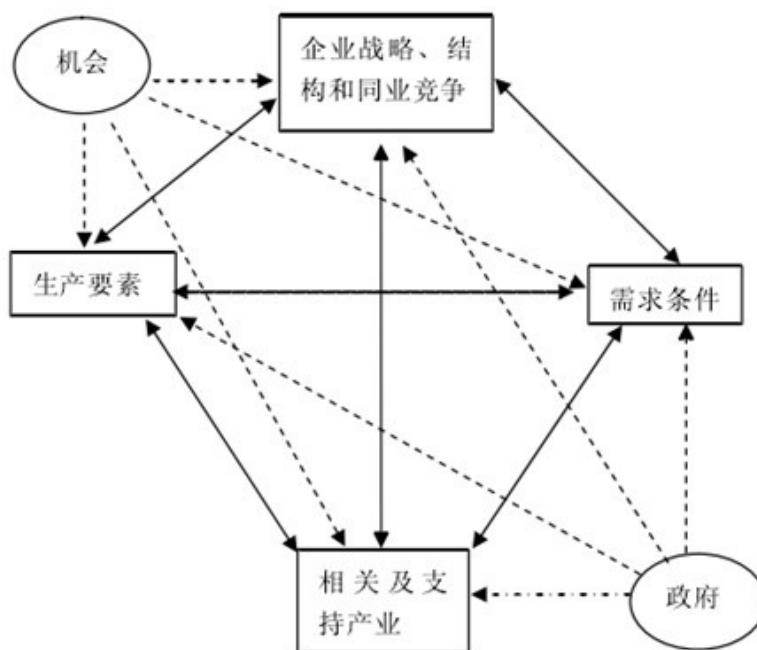 机会
企业战略、结
构和同业竞争
生产要素
需求条件
相关及支
持产业
政府